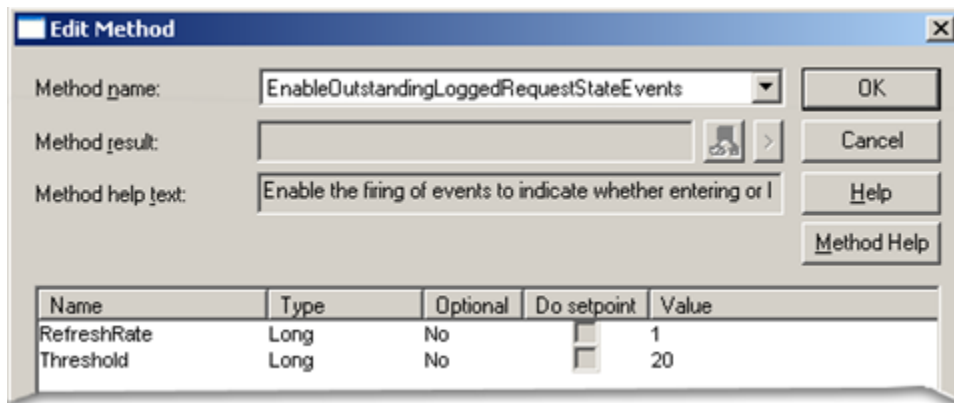 Edit Method
Method name: EnableOutstandingLoggedRequestStateEvents OK
Method result: > Cancel
Method help text: Enable the firing of events to indicate whether entering or l Help
Method Help
Name Type Optional Do setpoint Value
RefreshRate Long No 1
Threshold Long No 20